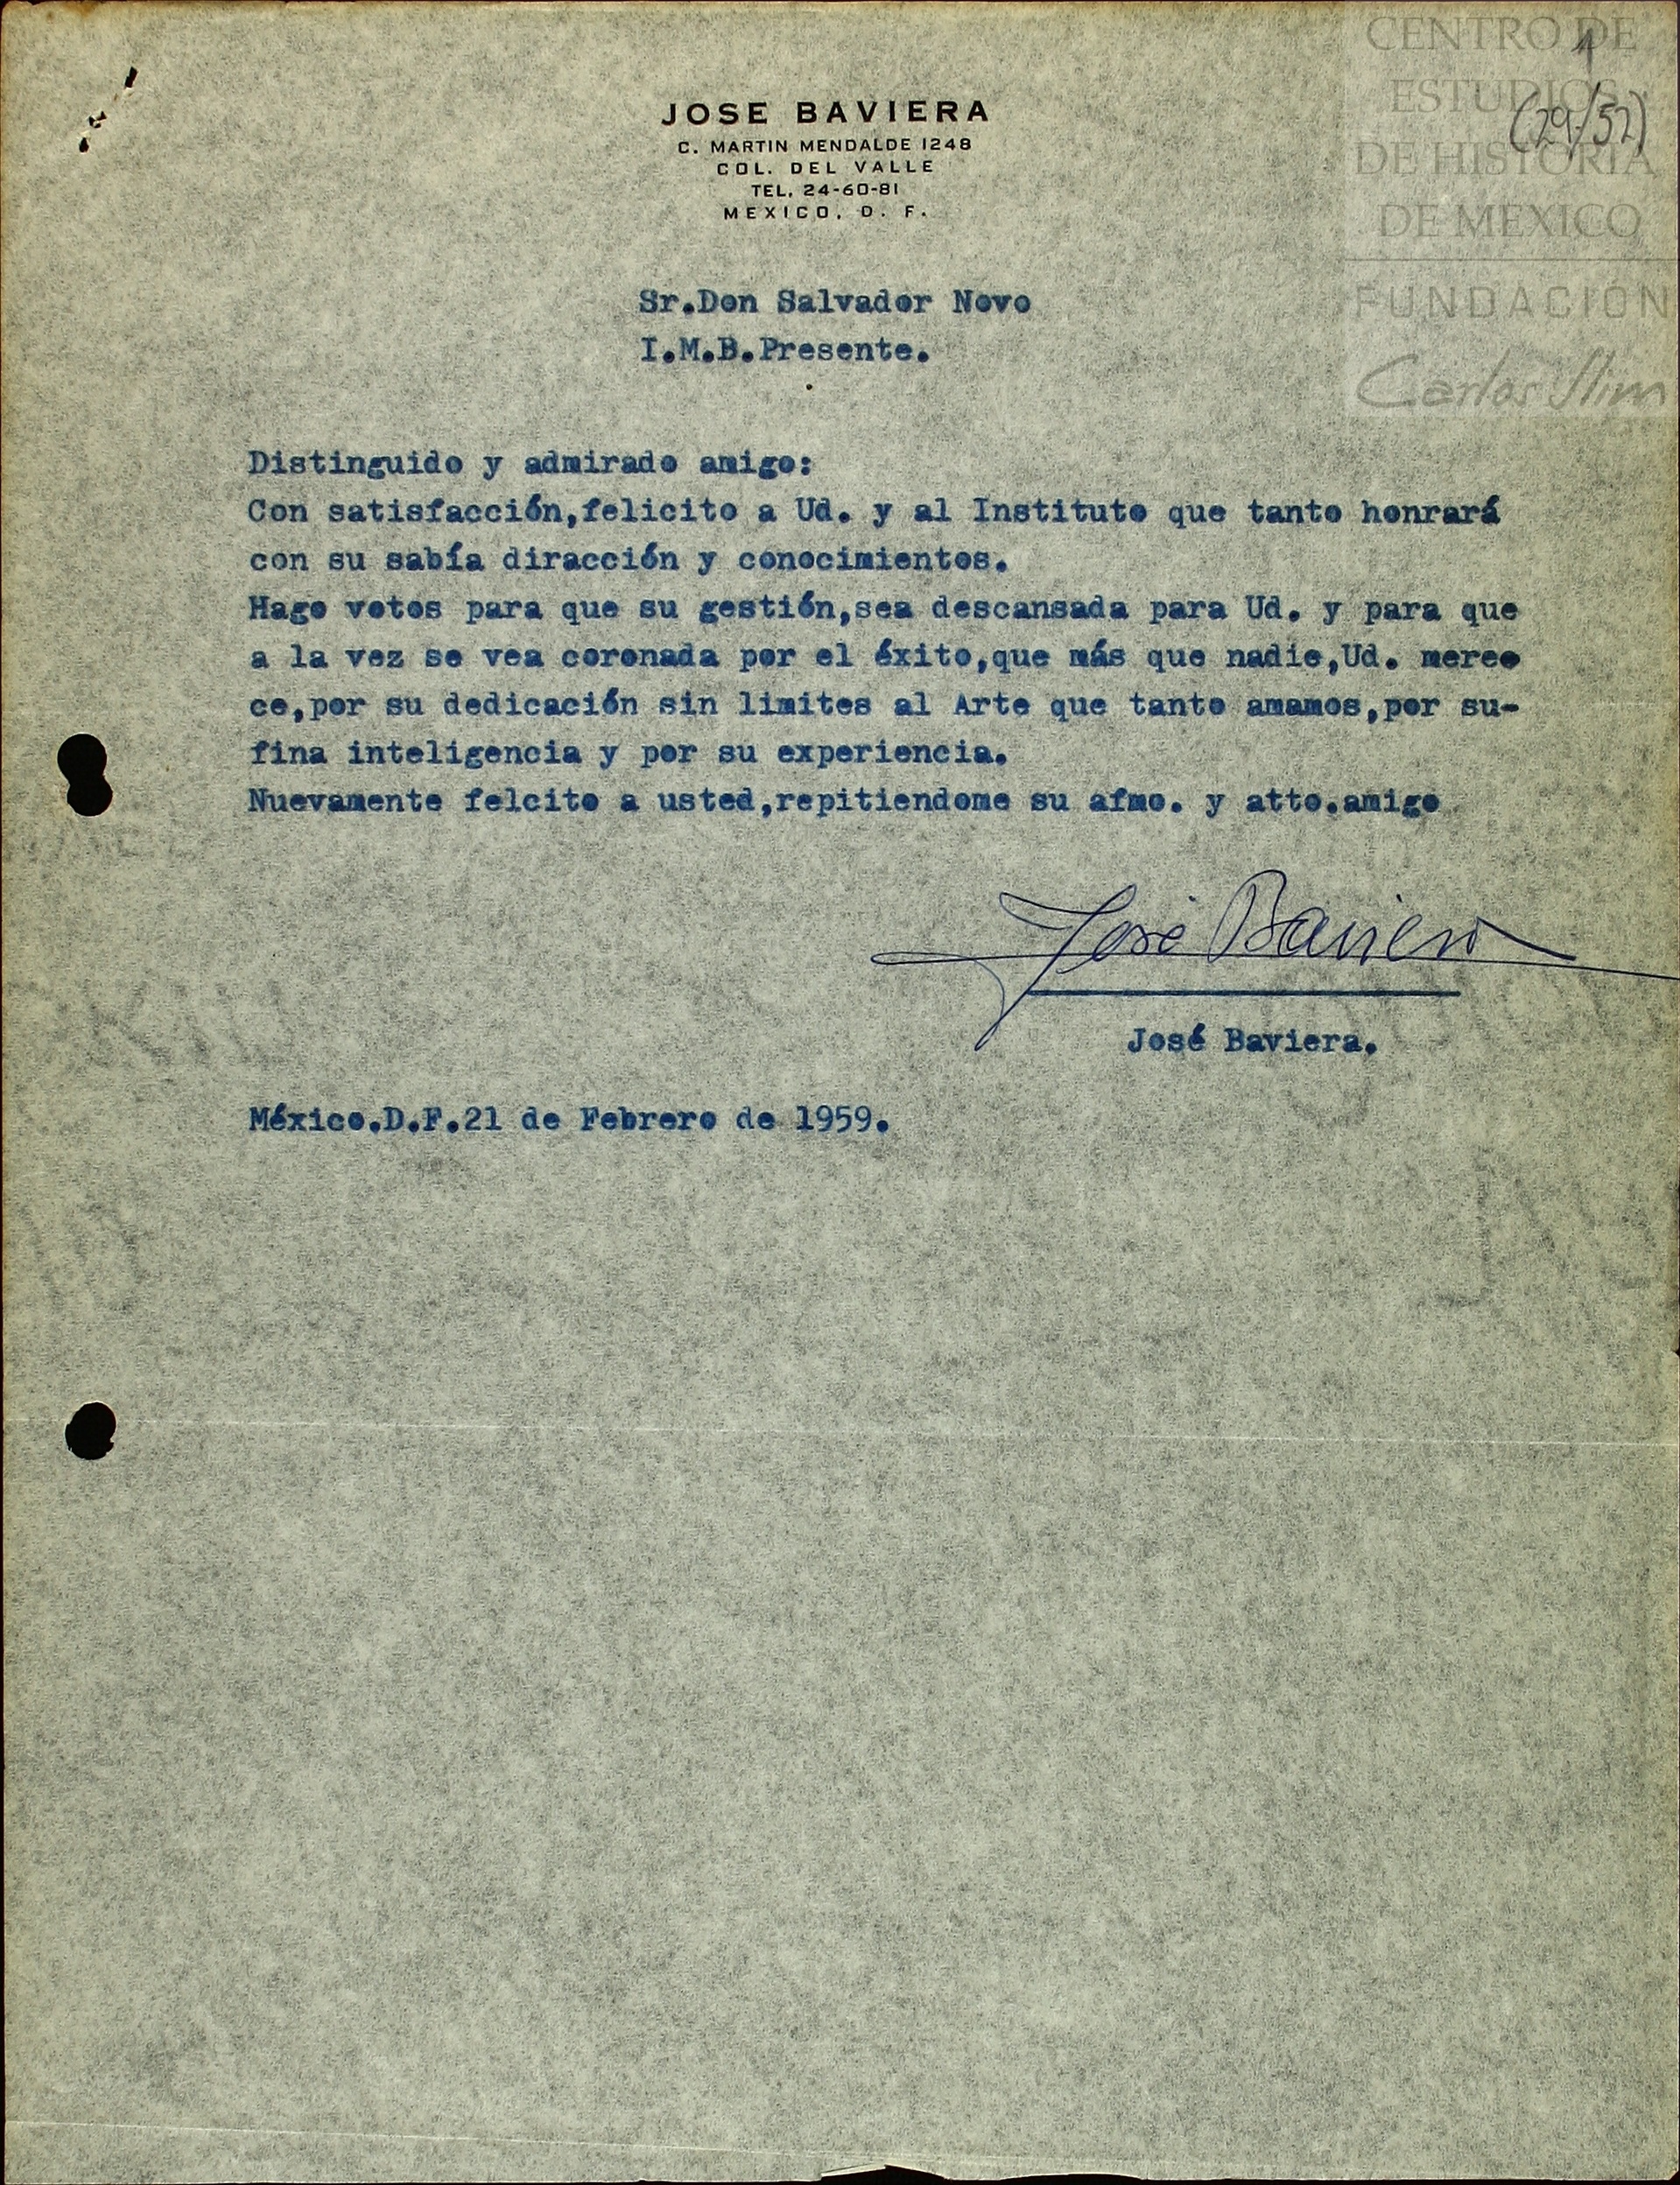 CENTRO DE
ESTUDIOS
DE HISTORIA
DE MEXICO
FUNDACIÓN
Carlos Slim
1
(29/52)
JOSE BAVIERA
C. MARTIN MENDALDE 1248
COL. DEL VALLE
TEL. 24-60-81
MEXICO, D. F.
Sr.Don Salvador Novo
I.M.B.Presente.
Distinguido y admirado amigo:
Con satisfacción,felicito a Ud. y al Instituto que tanto honrará
con su sabía diracción y conocimientos.
Hago votos para que su gestión,sea descansada para Ud. y para que
a la vez se vea coronada por el éxito,que más que nadie,Ud. mere-
ce,por su dedicación sin limites al Arte que tanto amamos,por su-
fina inteligencia y por su experiencia.
Nuevamente felcito a usted,repitiendome su afmo. y atto.amigo
José Baviera
José Baviera.
México.D.F.21 de Febrero de 1959.